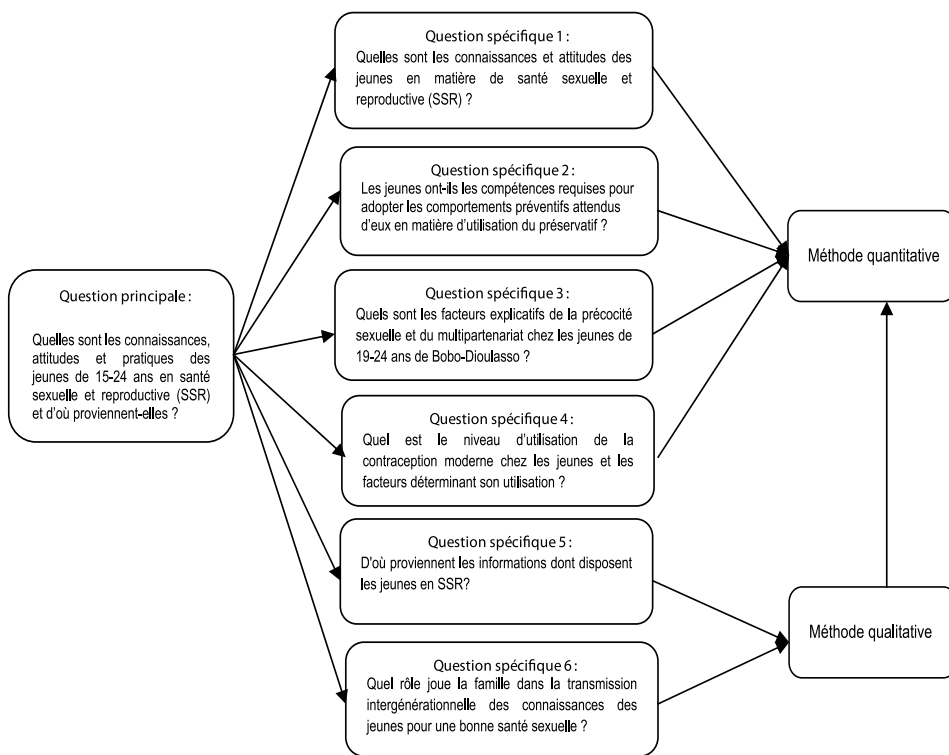 Question principale :
Quelles sont les connaissances,
attitudes et pratiques des
jeunes de 15-24 ans en santé
sexuelle et reproductive (SSR)
et d'où proviennent-elles ?
Question spécifique 1 :
Quelles sont les connaissances et attitudes des
jeunes en matière de santé sexuelle et
reproductive (SSR) ?
Question spécifique 2 :
Les jeunes ont-ils les compétences requises pour
adopter les comportements préventifs attendus
d'eux en matière d'utilisation du préservatif ?
Question spécifique 3 :
Quels sont les facteurs explicatifs de la précocité
sexuelle et du multipartenariat chez les jeunes de
19-24 ans de Bobo-Dioulasso ?
Question spécifique 4 :
Quel est le niveau d'utilisation de la
contraception moderne chez les jeunes et les
facteurs déterminant son utilisation ?
Question spécifique 5 :
D'où proviennent les informations dont disposent
les jeunes en SSR?
Question spécifique 6 :
Quel rôle joue la famille dans la transmission
intergénérationnelle des connaissances des
jeunes pour une bonne santé sexuelle ?
Méthode quantitative
Méthode qualitative